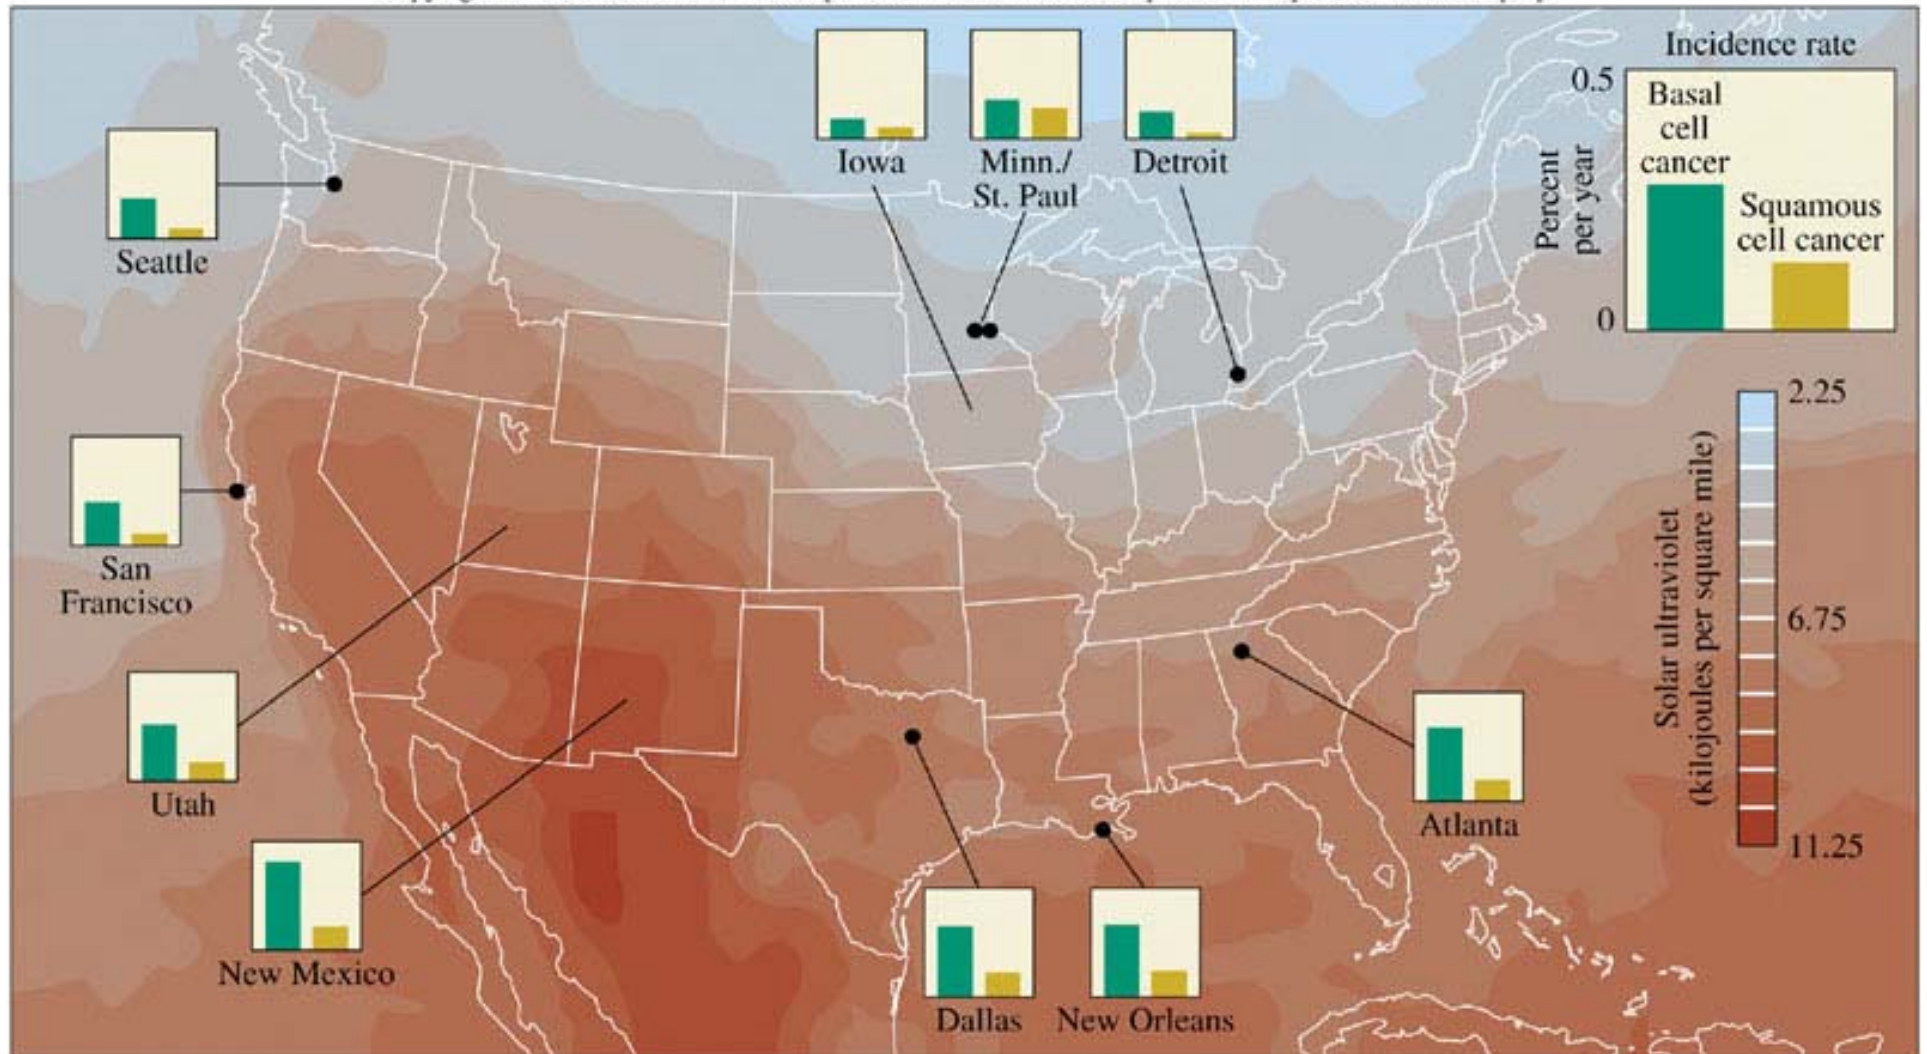 Seattle
San
Francisco
Utah
New Mexico
Iowa
Minn./
St. Paul
Detroit
Dallas
New Orleans
Atlanta
Incidence rate
0.5
Basal
cell
cancer
Squamous
cell cancer
Percent
per year
0
2.25
6.75
11.25
Solar ultraviolet
(kilojoules per square mile)